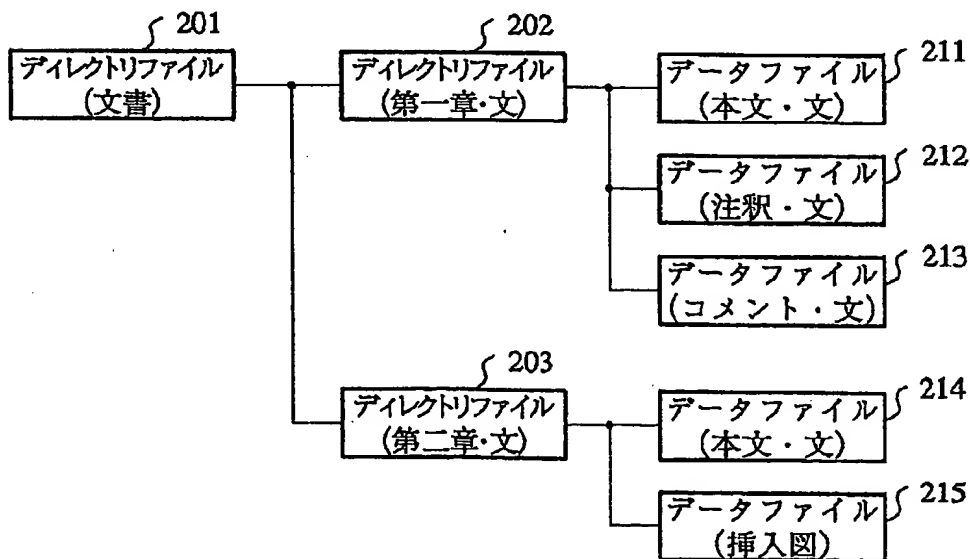 201
ディレクトリファイル
(文書)
202
ディレクトリファイル
(第一章・文)
211
データファイル
(本文・文)
212
データファイル
(注釈・文)
213
データファイル
(コメント・文)
203
ディレクトリファイル
(第二章・文)
214
データファイル
(本文・文)
215
データファイル
(挿入図)